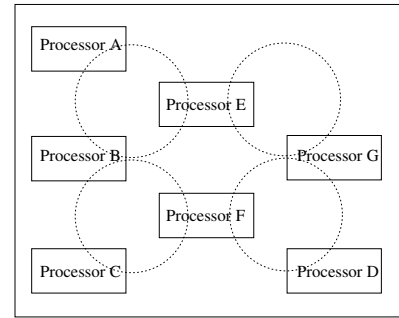 Processor A
Processor E
Processor B
Processor G
Processor F
Processor C
Processor D